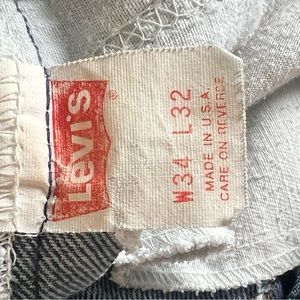 Levi's
®
W34 L32
MADE IN U.S.A.
CARE ON REVERSE